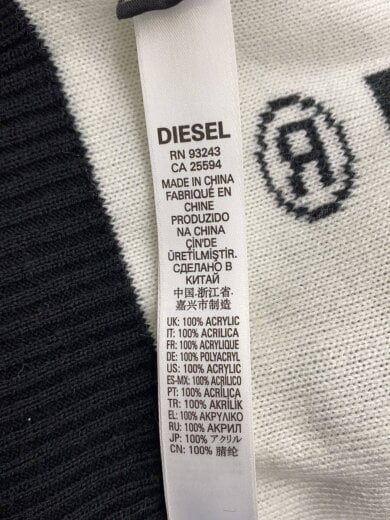 DIESEL
RN 93243
CA 25594
MADE IN CHINA
FABRIQUÉ EN
CHINE
PRODUZIDO
NA CHINA
ÇİN'DE
ÜRETİLMİŞTİR.
СДЕЛАНО В
КИТАЙ
中国.浙江省.
嘉兴市制造
UK: 100% ACRYLIC
IT: 100% ACRILICA
FR: 100% ACRYLIQUE
DE: 100% POLYACRYL
US: 100% ACRYLIC
ES-MX: 100% ACRÍLICO
PT: 100% ACRÍLICA
TR: 100% AKRİLİK
EL: 100% ΑΚΡΥΛΙΚΟ
RU: 100% АКРИЛ
JP: 100% アクリル
CN: 100% 腈纶
®